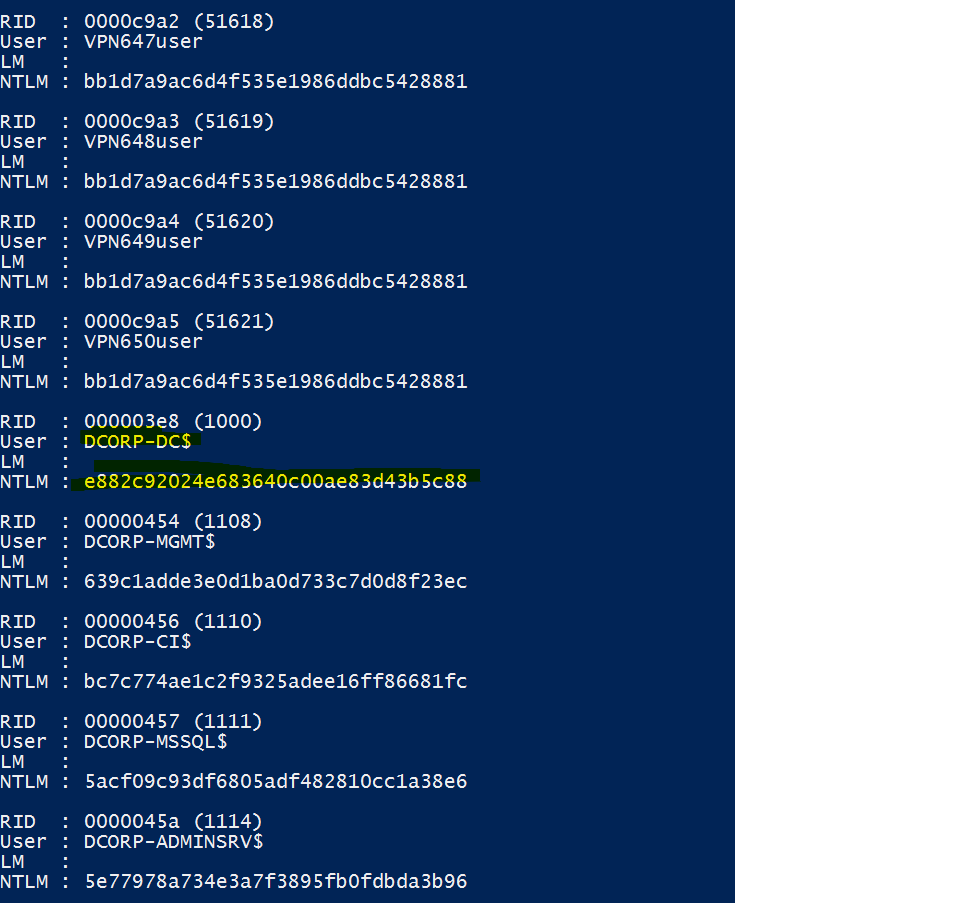 RID  : 0000c9a2 (51618)
User : VPN647user
LM   :
NTLM : bb1d7a9ac6d4f535e1986ddbc5428881
RID  : 0000c9a3 (51619)
User : VPN648user
LM   :
NTLM : bb1d7a9ac6d4f535e1986ddbc5428881
RID  : 0000c9a4 (51620)
User : VPN649user
LM   :
NTLM : bb1d7a9ac6d4f535e1986ddbc5428881
RID  : 0000c9a5 (51621)
User : VPN650user
LM   :
NTLM : bb1d7a9ac6d4f535e1986ddbc5428881
RID  : 000003e8 (1000)
User : DCORP-DC$
LM   :
NTLM : e882c92024e683640c00ae83d43b5c88
RID  : 00000454 (1108)
User : DCORP-MGMT$
LM   :
NTLM : 639c1adde3e0d1ba0d733c7d0d8f23ec
RID  : 00000456 (1110)
User : DCORP-CI$
LM   :
NTLM : bc7c774ae1c2f9325adee16ff86681fc
RID  : 00000457 (1111)
User : DCORP-MSSQL$
LM   :
NTLM : 5acf09c93df6805adf482810cc1a38e6
RID  : 0000045a (1114)
User : DCORP-ADMINSRV$
LM   :
NTLM : 5e77978a734e3a7f3895fb0fdbda3b96